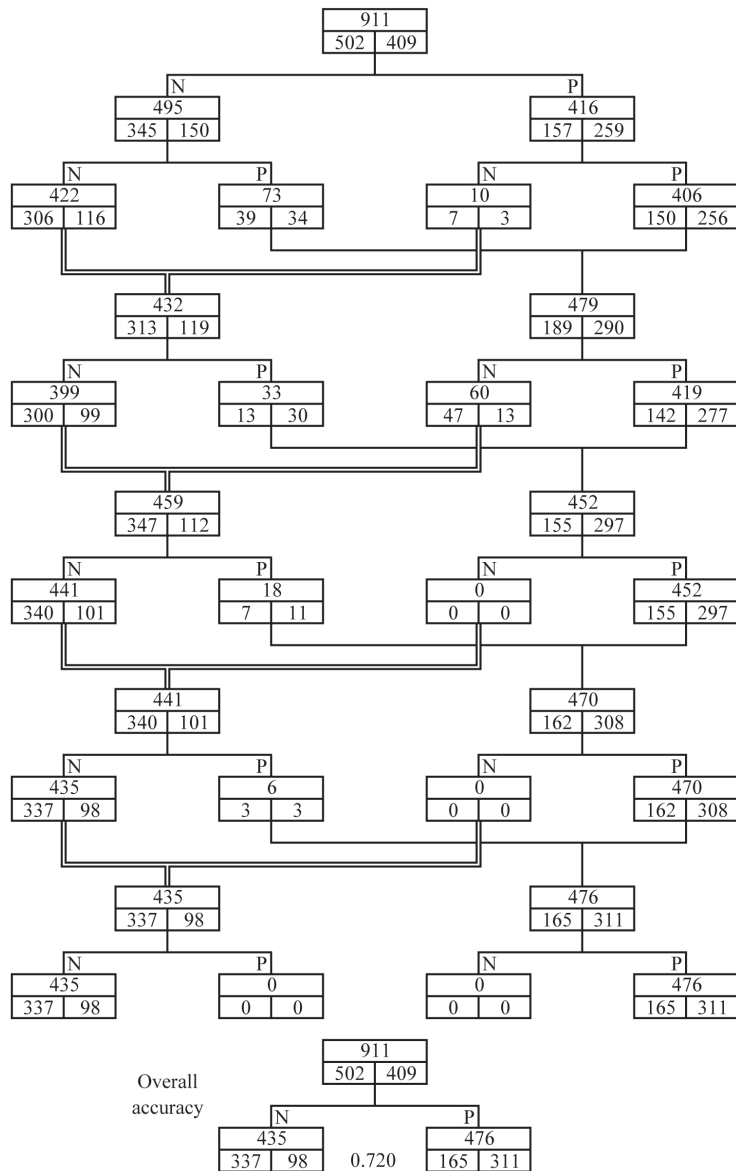 911
502 409
N P
495 416
345 150 157 259
N P N P
422 73 10 406
306 116 39 34 7 3 150 256
432 479
313 119 189 290
N P N P
399 33 60 419
300 99 13 30 47 13 142 277
459 452
347 112 155 297
N P N P
441 18 0 452
340 101 7 11 0 0 155 297
441 470
340 101 162 308
N P N P
435 6 0 470
337 98 3 3 0 0 162 308
435 476
337 98 165 311
N P N P
435 0 0 476
337 98 0 0 0 0 165 311
911
502 409
Overall
accuracy
N P
435 476
337 98 0.720 165 311